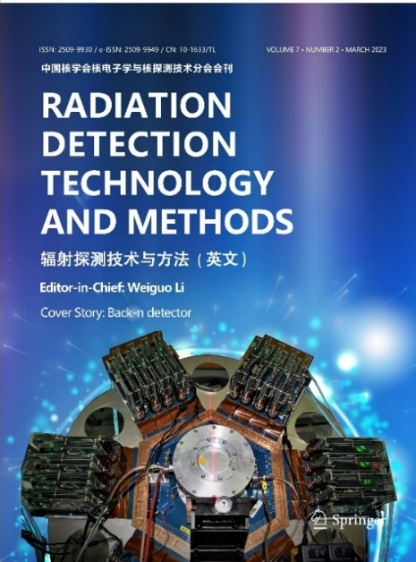 ISSN: 2509-9930 / e-ISSN: 2509-9949 / CN: 10-1633/TL
VOLUME 7 • NUMBER 2 • MARCH 2023
中国核学会核电子学与核探测技术分会会刊
RADIATION
DETECTION
TECHNOLOGY
AND METHODS
辐射探测技术与方法（英文）
Editor-in-Chief: Weiguo Li
Cover Story: Back-n detector
Springer